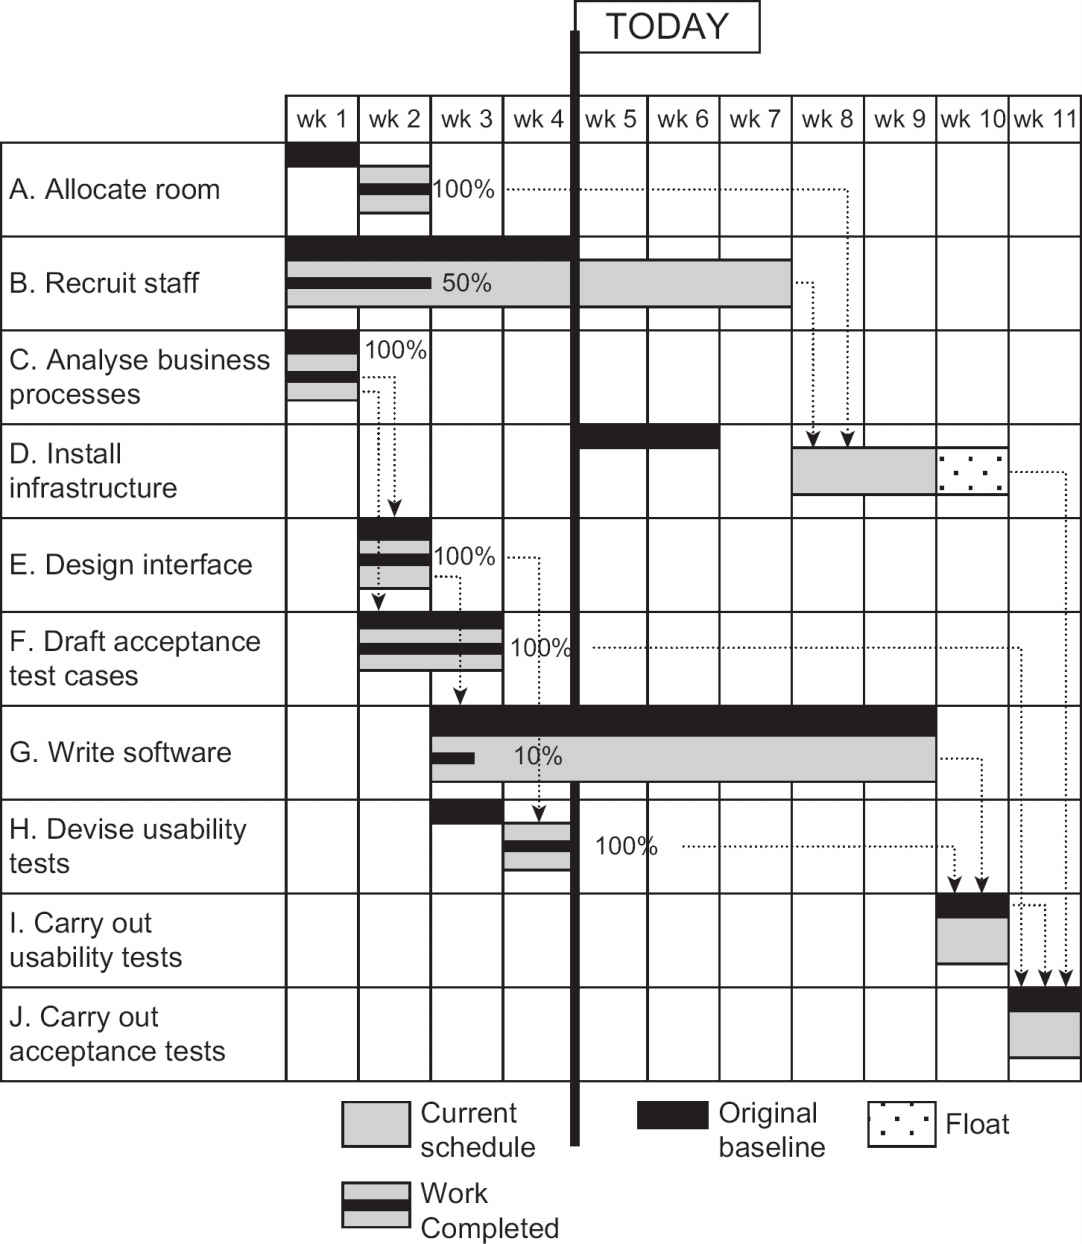 TODAY
wk 1 wk 2 wk 3 wk 4 wk 5 wk 6 wk 7 wk 8 wk 9 wk 10 wk 11
A. Allocate room
100%
B. Recruit staff
50%
C. Analyse business
processes
100%
D. Install
infrastructure
E. Design interface
100%
F. Draft acceptance
test cases
100%
G. Write software
10%
H. Devise usability
tests
100%
I. Carry out
usability tests
J. Carry out
acceptance tests
Current
schedule
Original
baseline
Float
Work
Completed